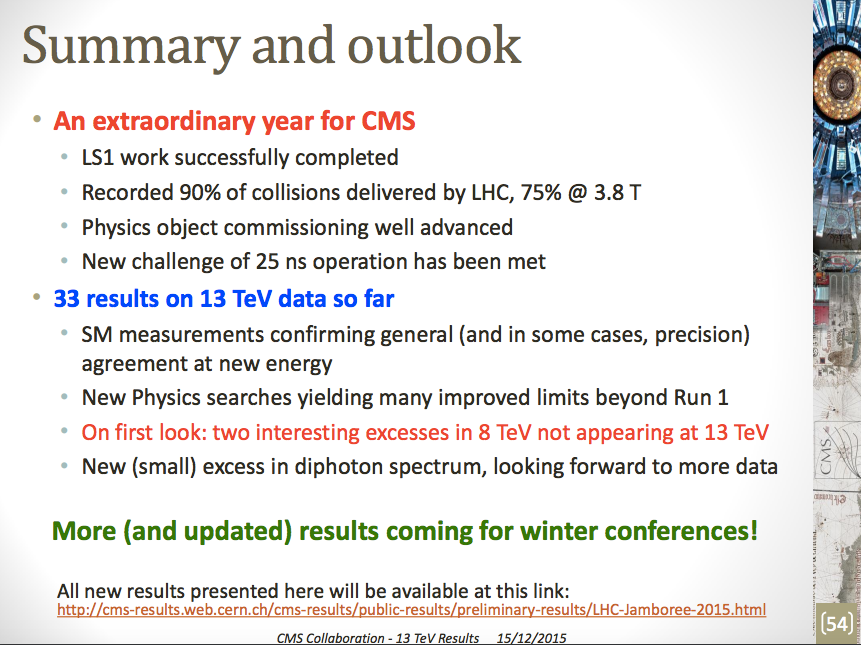 Summary and outlook
• An extraordinary year for CMS
• LS1 work successfully completed
• Recorded 90% of collisions delivered by LHC, 75% @ 3.8 T
• Physics object commissioning well advanced
• New challenge of 25 ns operation has been met
• 33 results on 13 TeV data so far
• SM measurements confirming general (and in some cases, precision)
agreement at new energy
• New Physics searches yielding many improved limits beyond Run 1
• On first look: two interesting excesses in 8 TeV not appearing at 13 TeV
• New (small) excess in diphoton spectrum, looking forward to more data
More (and updated) results coming for winter conferences!
All new results presented here will be available at this link:
http://cms-results.web.cern.ch/cms-results/public-results/preliminary-results/LHC-Jamboree-2015.html
CMS Collaboration - 13 TeV Results 15/12/2015
54
CMS